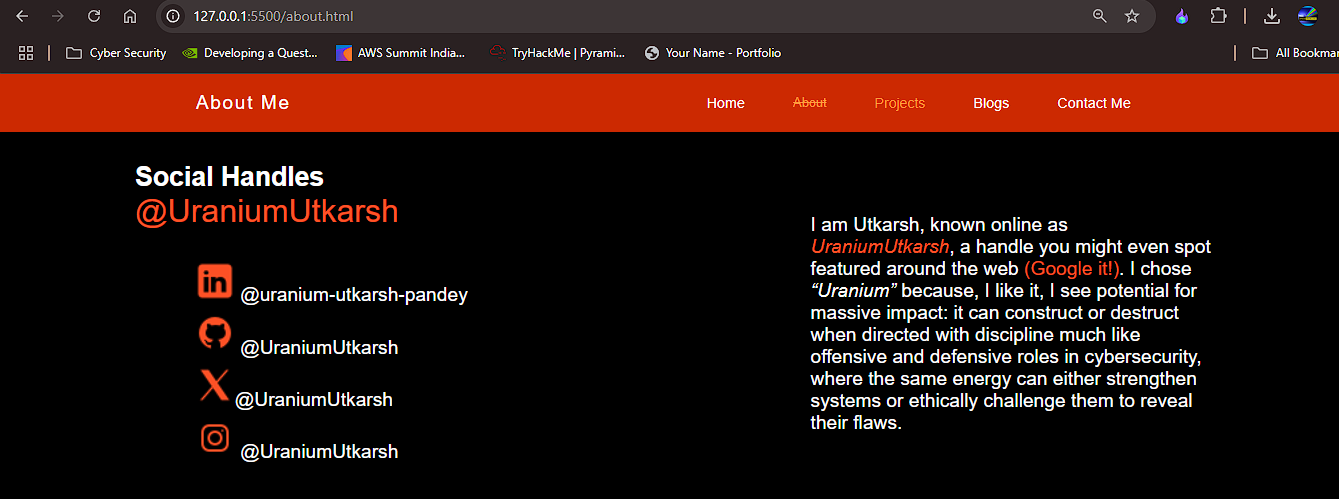 127.0.0.1:5500/about.html
Cyber Security
Developing a Quest...
AWS Summit India...
TryHackMe | Pyrami...
Your Name - Portfolio
All Bookmar
About Me
Home
About
Projects
Blogs
Contact Me
Social Handles
@UraniumUtkarsh
in
@uranium-utkarsh-pandey
@UraniumUtkarsh
X
@UraniumUtkarsh
@UraniumUtkarsh
I am Utkarsh, known online as
UraniumUtkarsh, a handle you might even spot
featured around the web (Google it!). I chose
“Uranium” because, I like it, I see potential for
massive impact: it can construct or destruct
when directed with discipline much like
offensive and defensive roles in cybersecurity,
where the same energy can either strengthen
systems or ethically challenge them to reveal
their flaws.